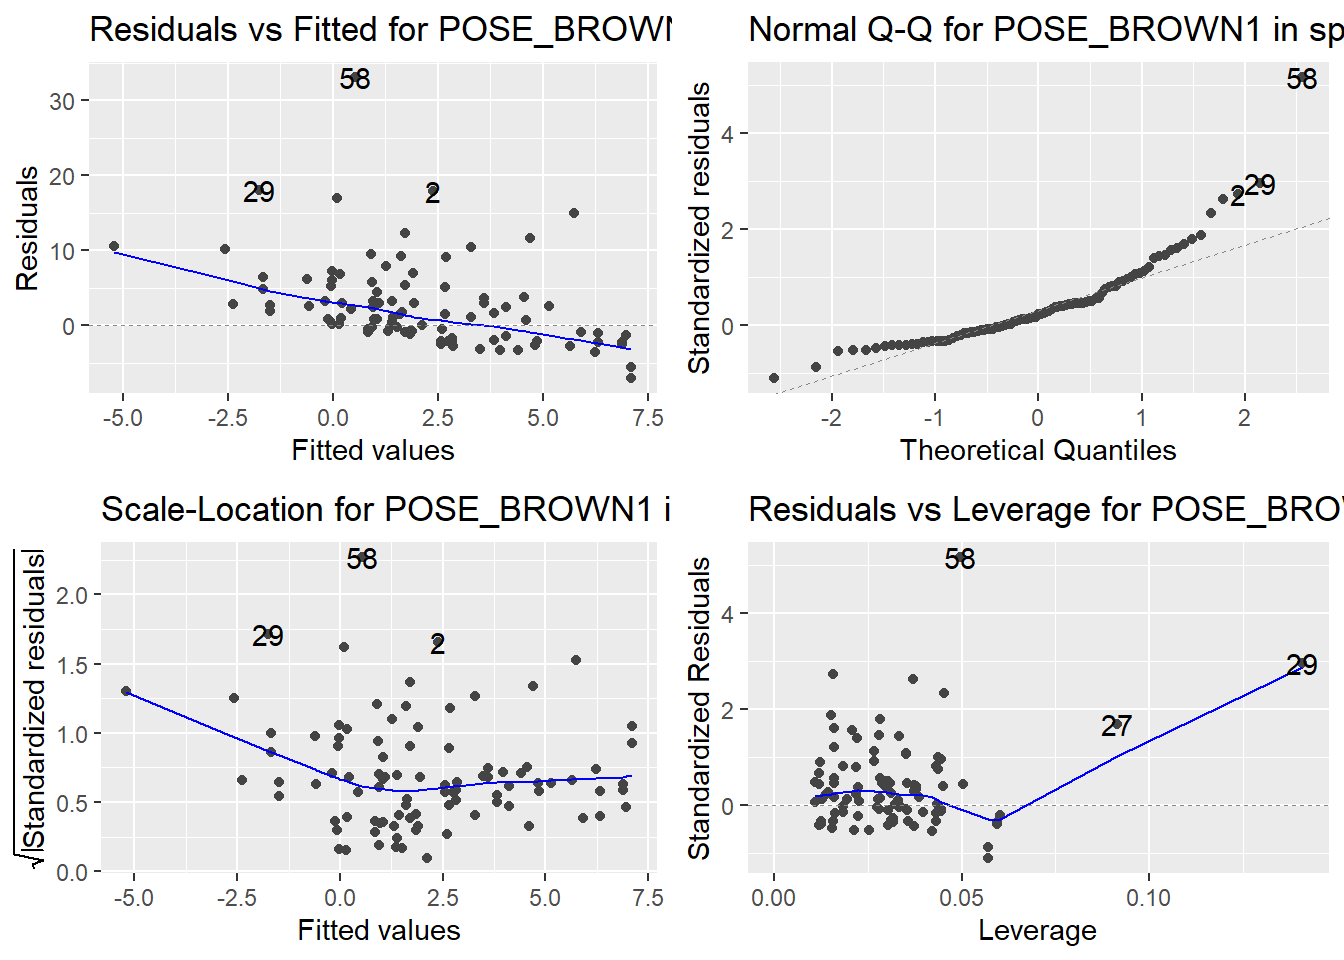 Residuals vs Fitted for POSE_BROWN
58
29
2
30
20
10
0
Residuals
-5.0 -2.5 0.0 2.5 5.0 7.5
Fitted values
Normal Q-Q for POSE_BROWN1 in sp
58
29
2
4
2
0
Standardized residuals
-2 -1 0 1 2
Theoretical Quantiles
Scale-Location for POSE_BROWN1 i
58
29
2
2.0
1.5
1.0
0.5
0.0
√|Standardized residuals|
-5.0 -2.5 0.0 2.5 5.0 7.5
Fitted values
Residuals vs Leverage for POSE_BRO
58
29
27
4
2
0
Standardized Residuals
0.00 0.05 0.10
Leverage